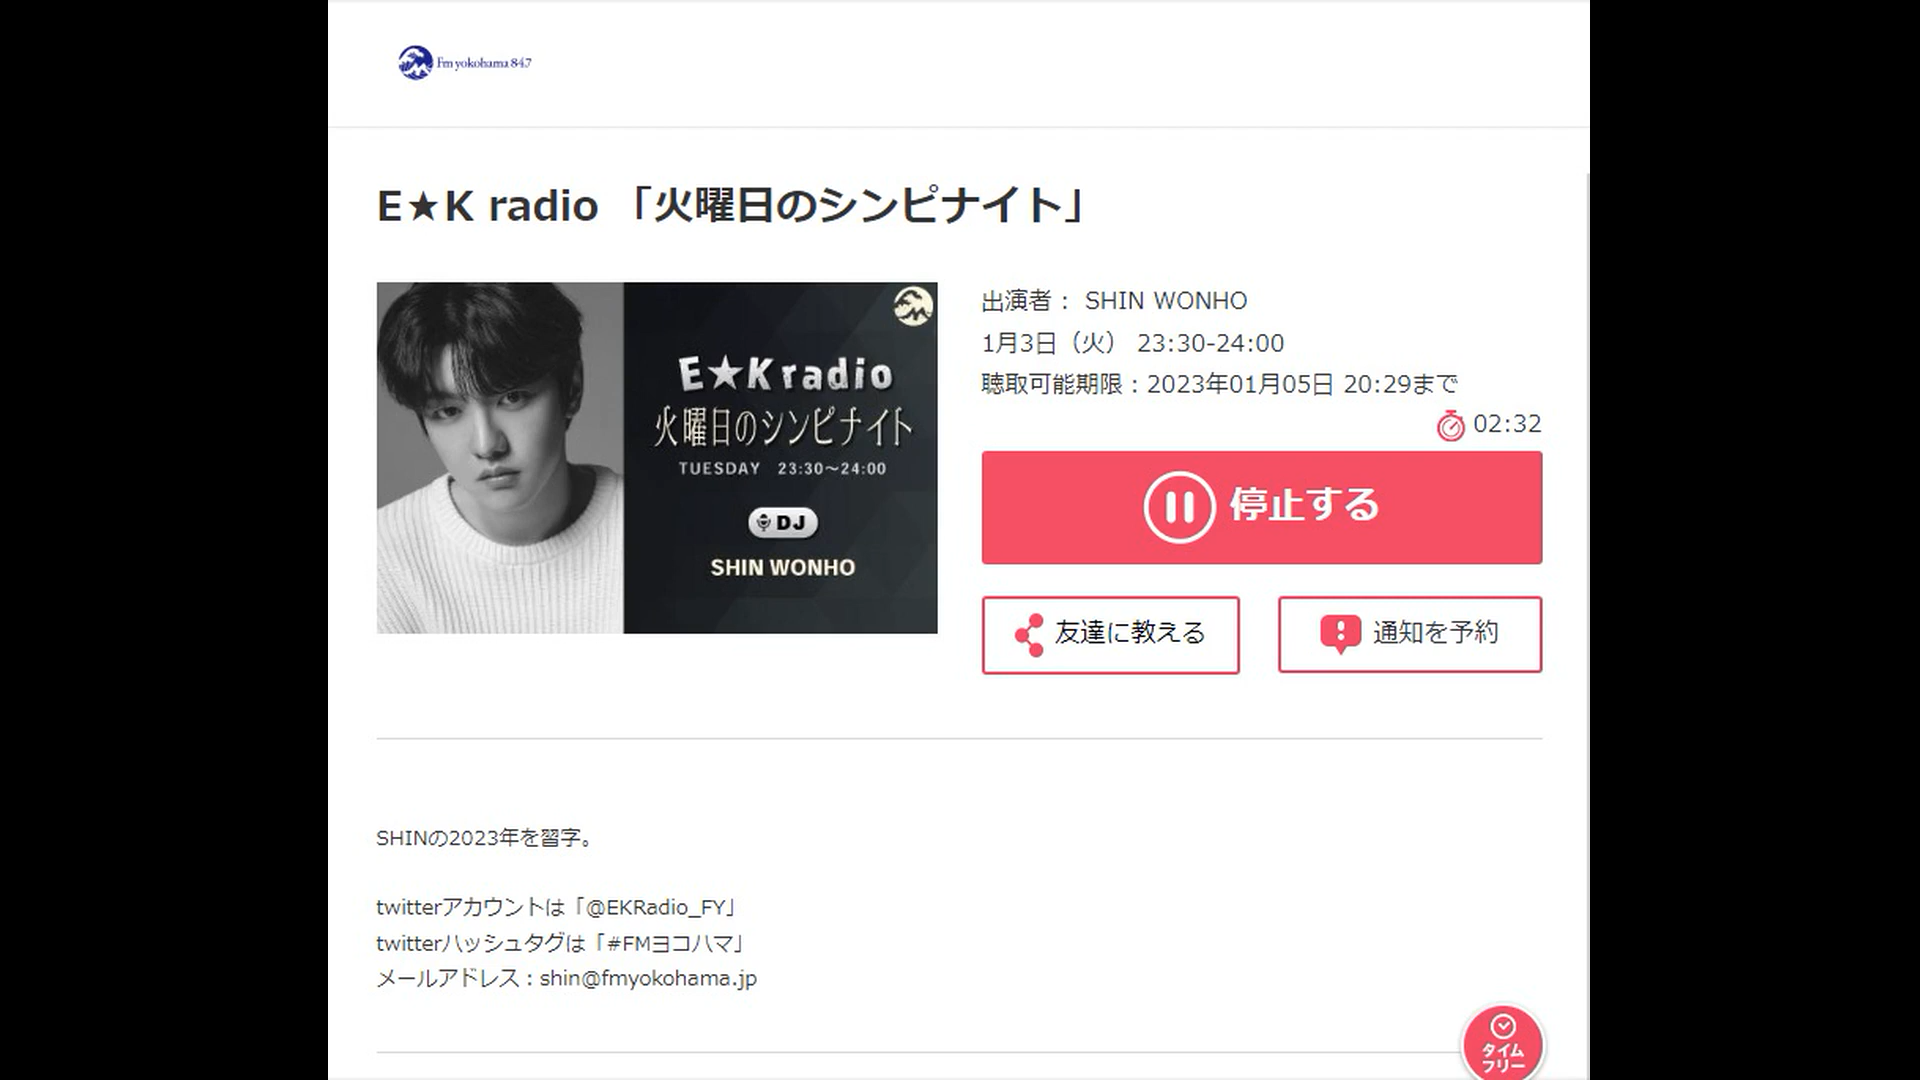 Fm yokohama 84.7
E★K radio 「火曜日のシンピナイト」
E★K radio
火曜日のシンピナイト
TUESDAY 23:30〜24:00
DJ
SHIN WONHO
出演者： SHIN WONHO
1月3日（火） 23:30-24:00
聴取可能期限：2023年01月05日 20:29まで
02:32
停止する
友達に教える
通知を予約
SHINの2023年を習字。
twitterアカウントは「@EKRadio_FY」
twitterハッシュタグは「#FMヨコハマ」
メールアドレス：shin@fmyokohama.jp
タイム
フリー